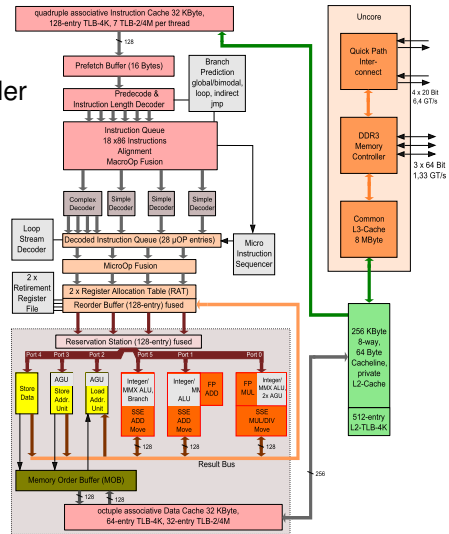 quadruple associative Instruction Cache 32 KByte,
128-entry TLB-4K, 7 TLB-2/4M per thread
128
Prefetch Buffer (16 Bytes)
Branch
Prediction
global/bimodal,
loop, indirect
jmp
ler
Predecode &
Instruction Length Decoder
Instruction Queue
18 x86 Instructions
Alignment
MacroOp Fusion
Complex
Decoder
Simple
Decoder
Simple
Decoder
Simple
Decoder
Loop
Stream
Decoder
Decoded Instruction Queue (28 µOP entries)
Micro
Instruction
Sequencer
MicroOp Fusion
2 x
Retirement
Register
File
2 x Register Allocation Table (RAT)
Reorder Buffer (128-entry) fused
Reservation Station (128-entry) fused
Port 4
Port 3
Port 2
Port 5
Port 1
Port 0
Store
Data
AGU
Store
Addr.
Unit
AGU
Load
Addr.
Unit
Integer/
MMX ALU,
Branch
SSE
ADD
Move
Integer/
ALU
FP
ADD
SSE
ADD
Move
FP
MUL
Integer/
MMX ALU,
2x AGU
SSE
MUL/DIV
Move
128
128
128
Result Bus
Memory Order Buffer (MOB)
128
128
128
octuple associative Data Cache 32 KByte,
64-entry TLB-4K, 32-entry TLB-2/4M
256
Uncore
Quick Path
Inter-
connect
4 x 20 Bit
6,4 GT/s
DDR3
Memory
Controller
3 x 64 Bit
1,33 GT/s
Common
L3-Cache
8 MByte
256 KByte
8-way,
64 Byte
Cacheline,
private
L2-Cache
512-entry
L2-TLB-4K